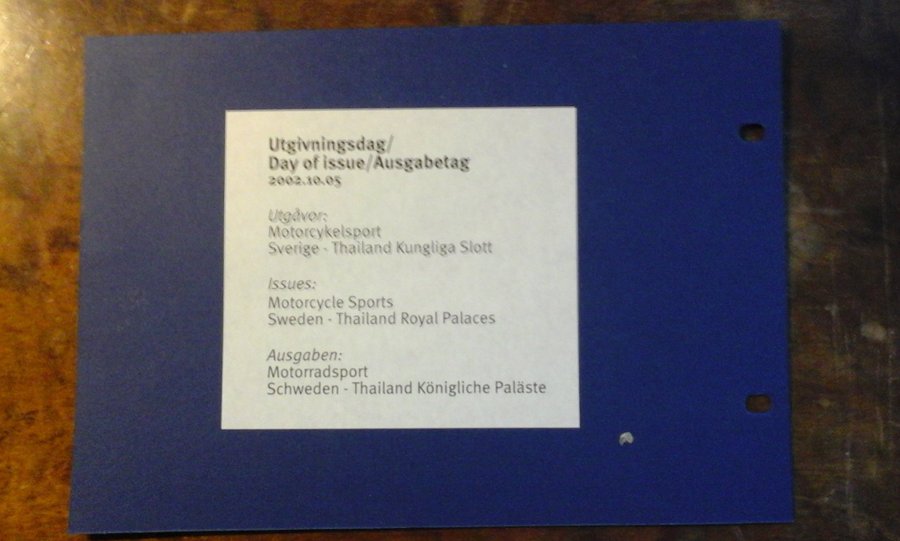 Utgivningsdag/
Day of issue/Ausgabetag
2002.10.05
Utgåvor:
Motorcykelsport
Sverige - Thailand Kungliga Slott
Issues:
Motorcycle Sports
Sweden - Thailand Royal Palaces
Ausgaben:
Motorradsport
Schweden - Thailand Königliche Paläste